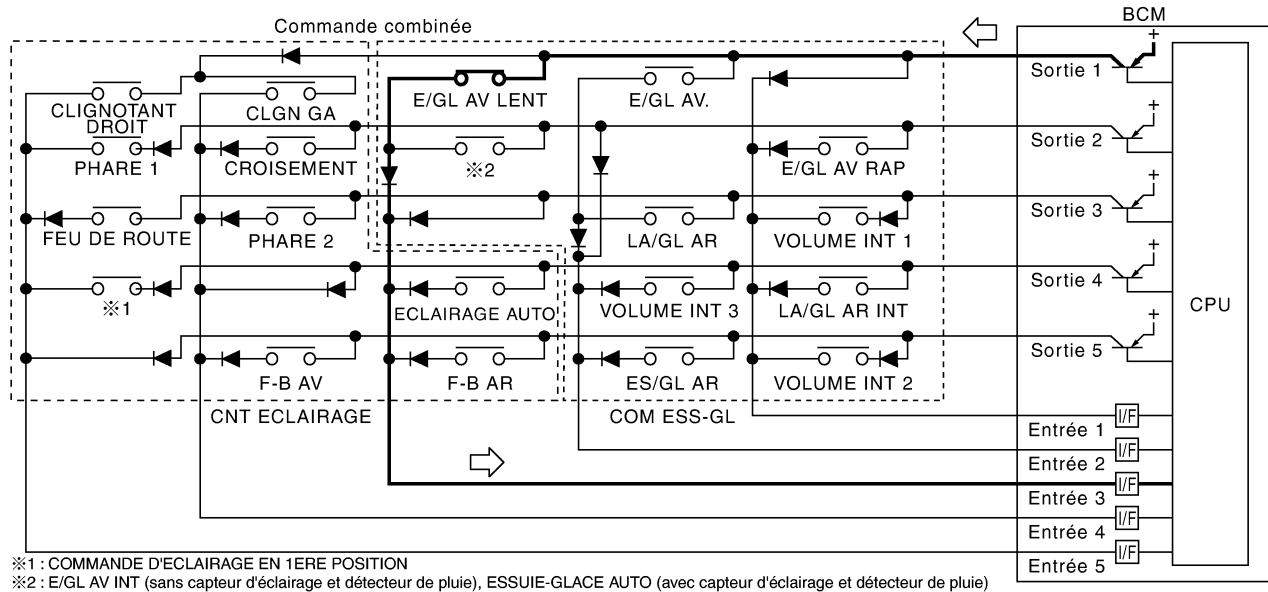 Commande combinée
BCM
+
Sortie 1
E/GL AV LENT
E/GL AV.
CLIGNOTANT
DROIT
CLGN GA
+
Sortie 2
PHARE 1
CROISEMENT
※2
E/GL AV RAP
+
Sortie 3
FEU DE ROUTE
PHARE 2
LA/GL AR
VOLUME INT 1
+
Sortie 4
CPU
※1
ECLAIRAGE AUTO
VOLUME INT 3
LA/GL AR INT
+
Sortie 5
F-B AV
F-B AR
ES/GL AR
VOLUME INT 2
CNT ECLAIRAGE
COM ESS-GL
I/F
Entrée 1
I/F
Entrée 2
I/F
Entrée 3
I/F
Entrée 4
I/F
Entrée 5
※1 : COMMANDE D'ECLAIRAGE EN 1ERE POSITION
※2 : E/GL AV INT (sans capteur d'éclairage et détecteur de pluie), ESSUIE-GLACE AUTO (avec capteur d'éclairage et détecteur de pluie)